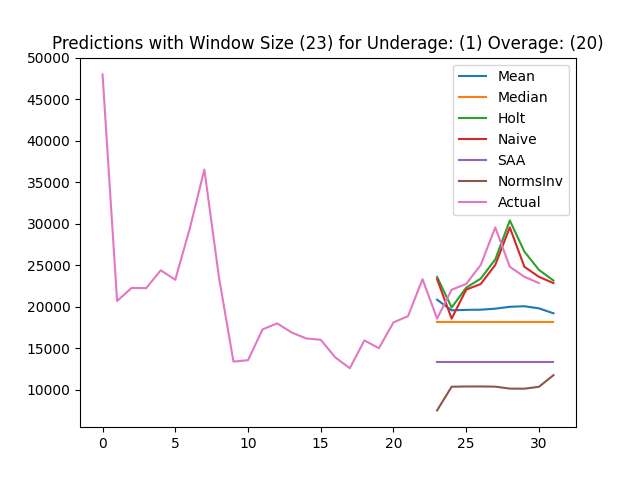 Predictions with Window Size (23) for Underage: (1) Overage: (20)
50000
45000
40000
35000
30000
25000
20000
15000
10000
0
5
10
15
20
25
30
Mean
Median
Holt
Naive
SAA
NormsInv
Actual